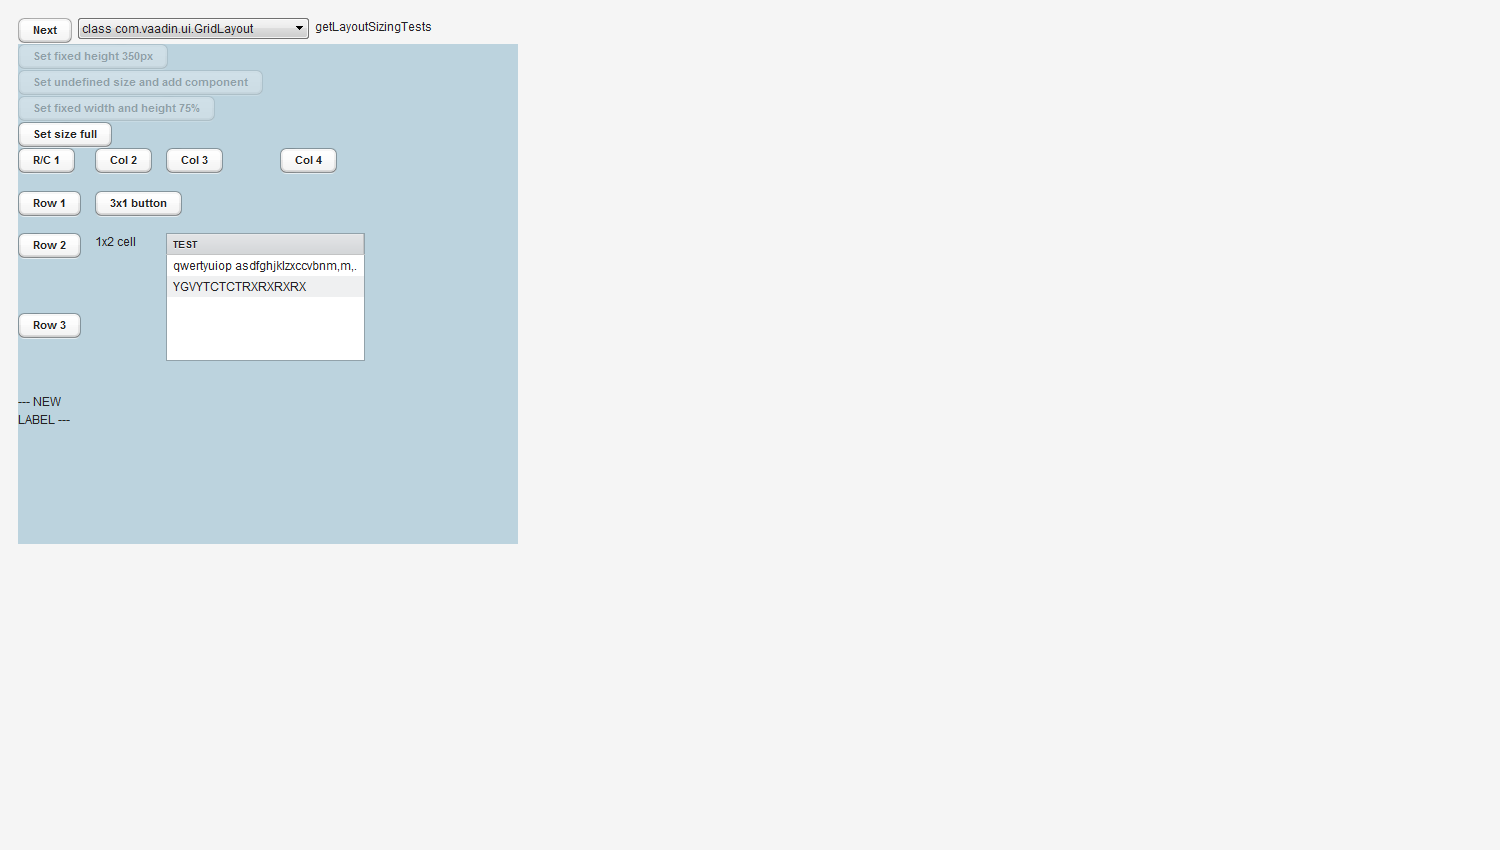 Next class com.vaadin.ui.GridLayout getLayoutSizingTests
Set fixed height 350px
Set undefined size and add component
Set fixed width and height 75%
Set size full
R/C 1 Col 2 Col 3 Col 4
Row 1 3x1 button
Row 2 1x2 cell TEST
qwertyuiop asdfghjklzxccvbnm,m,.
YGVYTCTCTRXRXRXRX
Row 3
--- NEW
LABEL ---